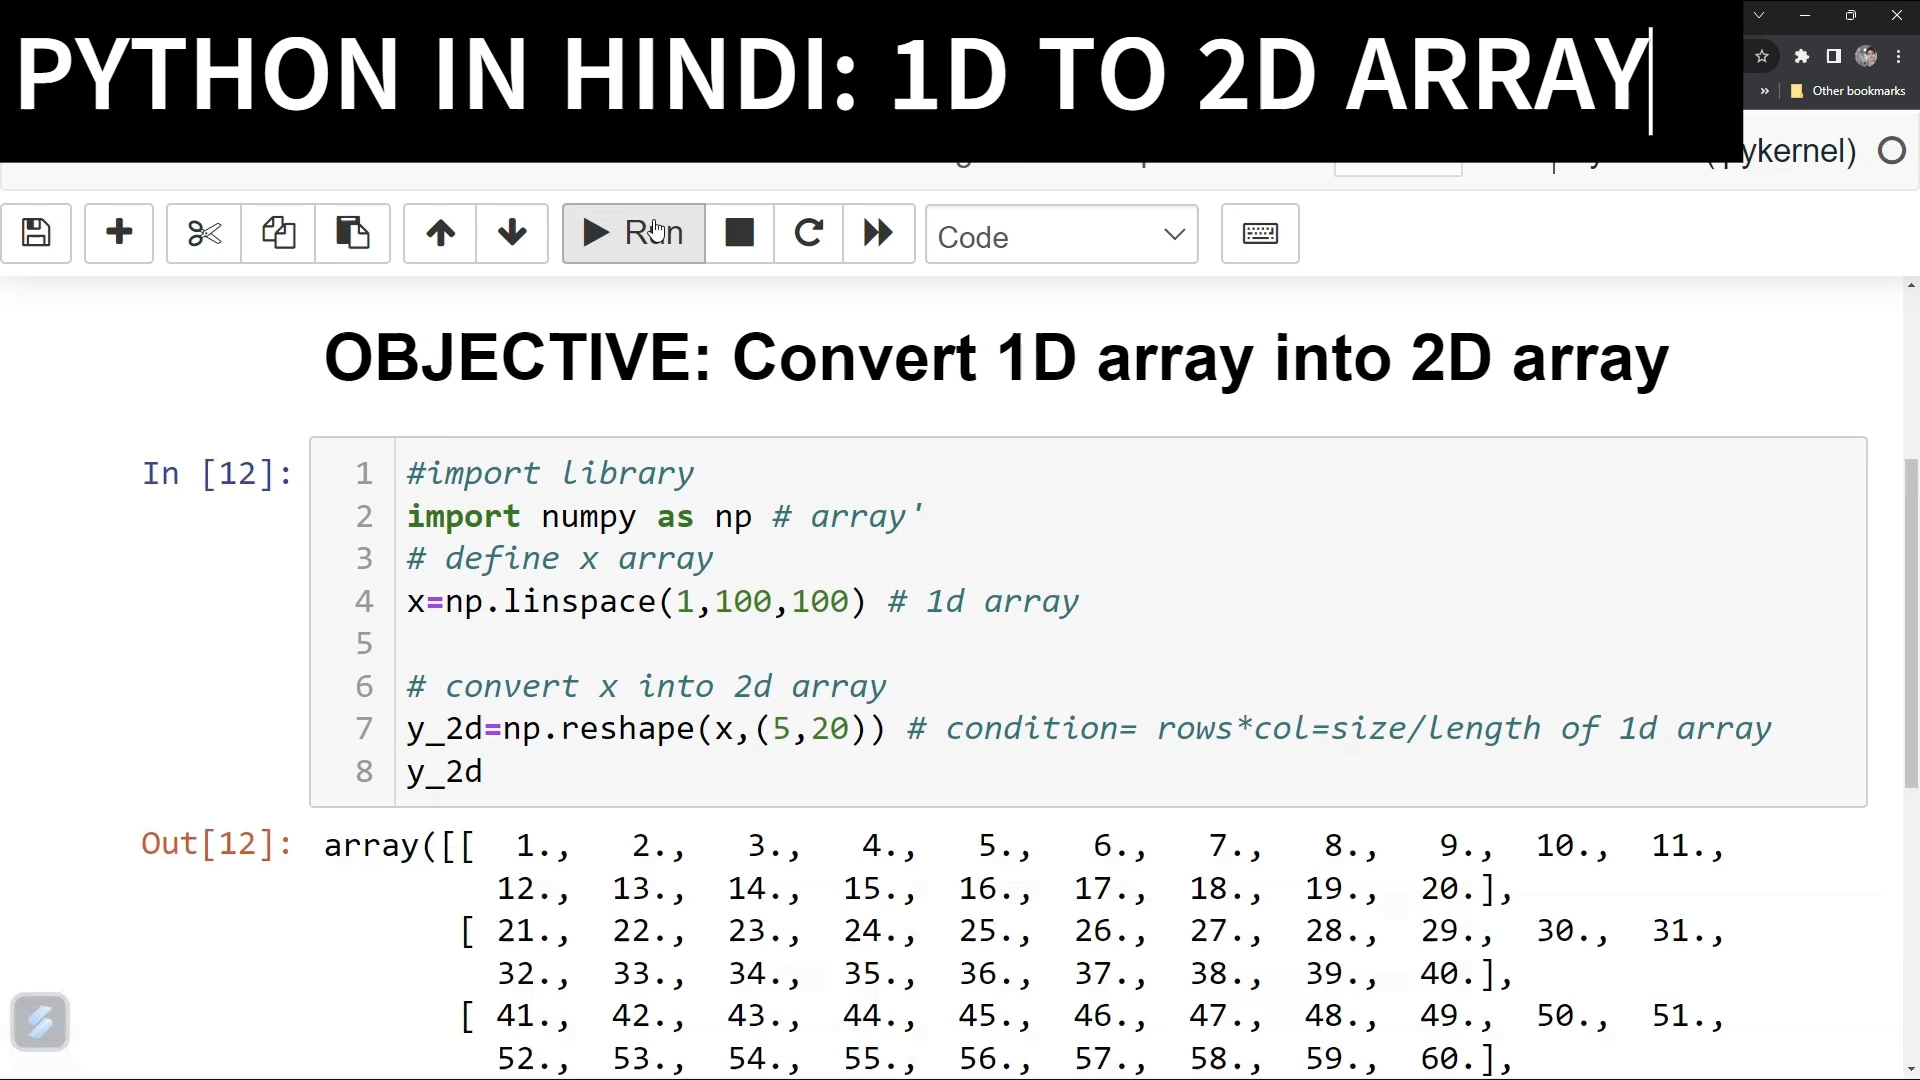 PYTHON IN HINDI: 1D TO 2D ARRAY
Other bookmarks
ykernel)
Run
Code
OBJECTIVE: Convert 1D array into 2D array
In [12]:
1 #import library
2 import numpy as np # array'
3 # define x array
4 x=np.linspace(1,100,100) # 1d array
5
6 # convert x into 2d array
7 y_2d=np.reshape(x,(5,20)) # condition= rows*col=size/length of 1d array
8 y_2d
Out[12]: array([[ 1., 2., 3., 4., 5., 6., 7., 8., 9., 10., 11.,
12., 13., 14., 15., 16., 17., 18., 19., 20.],
[ 21., 22., 23., 24., 25., 26., 27., 28., 29., 30., 31.,
32., 33., 34., 35., 36., 37., 38., 39., 40.],
[ 41., 42., 43., 44., 45., 46., 47., 48., 49., 50., 51.,
52., 53., 54., 55., 56., 57., 58., 59., 60.],